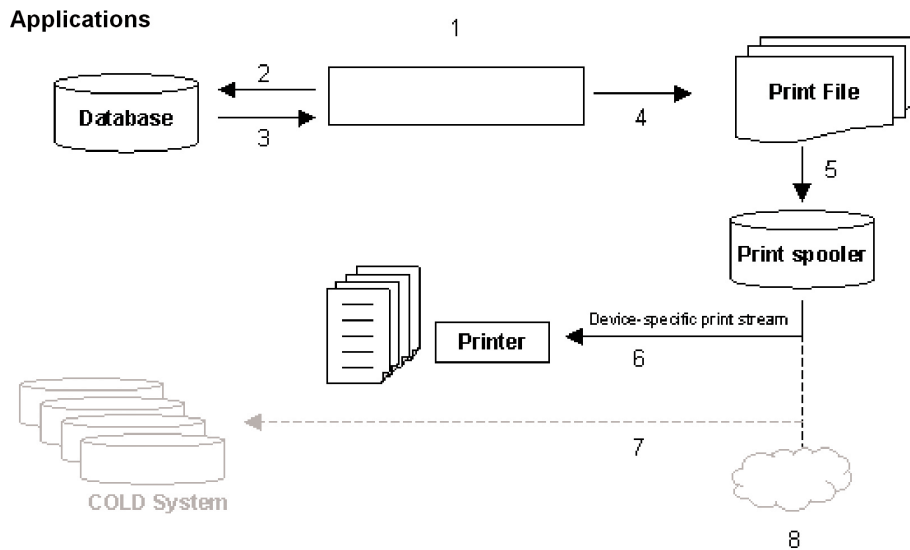 Applications
1
2
Database
3
4
Print File
5
Print spooler
Device-specific print stream
Printer
6
7
COLD System
8